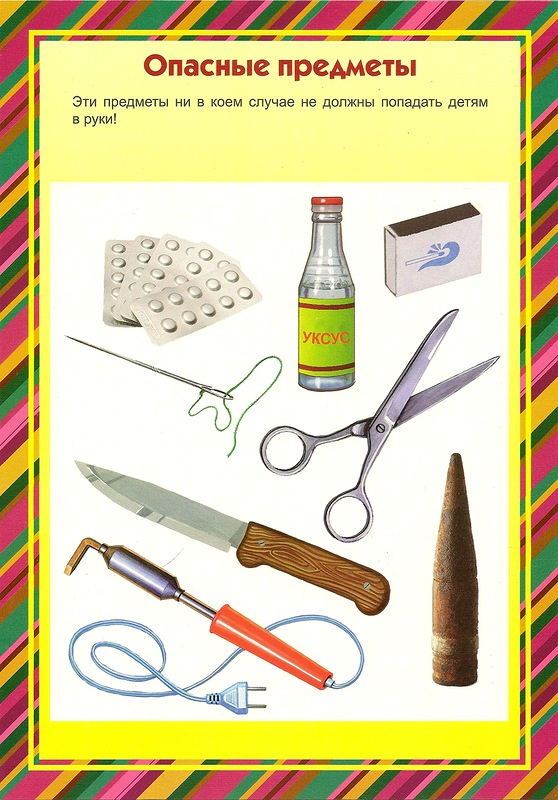 Опасные предметы
Эти предметы ни в коем случае не должны попадать детям
в руки!
УКСУС